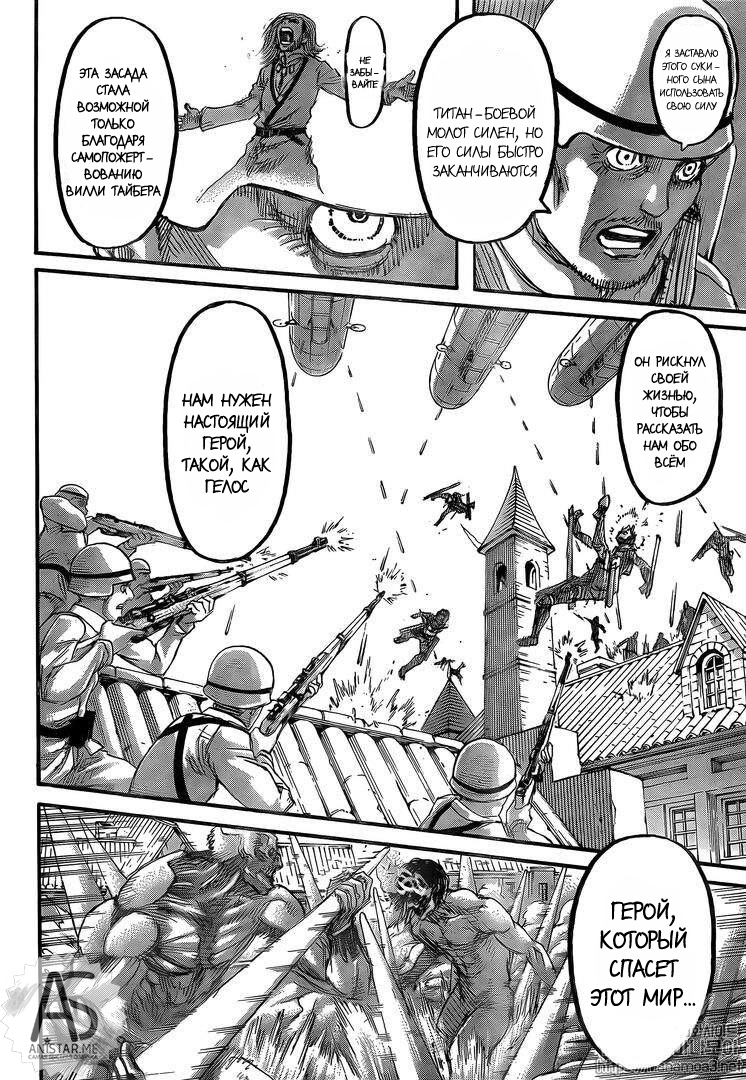 Я ЗАСТАВЛЮ
ЭТОГО СУКИ-
НОГО СЫНА
ИСПОЛЬЗОВАТЬ
СВОЮ СИЛУ
ТИТАН-БОЕВОЙ
МОЛОТ СИЛЕН, НО
ЕГО СИЛЫ БЫСТРО
ЗАКАНЧИВАЮТСЯ
НЕ
ЗАБЫ-
ВАЙТЕ
ЭТА ЗАСАДА
СТАЛА
ВОЗМОЖНОЙ
ТОЛЬКО
БЛАГОДАРЯ
САМОПОЖЕРТ-
ВОВАНИЮ
ВИЛЛИ ТАЙБЕРА
ОН РИСКНУЛ
СВОЕЙ
ЖИЗНЬЮ,
ЧТОБЫ
РАССКАЗАТЬ
НАМ ОБО
ВСЁМ
НАМ НУЖЕН
НАСТОЯЩИЙ
ГЕРОЙ,
ТАКОЙ, КАК
ГЕЛОС
ГЕРОЙ,
КОТОРЫЙ
СПАСЕТ
ЭТОТ МИР...
AS
ANISTAR.ME